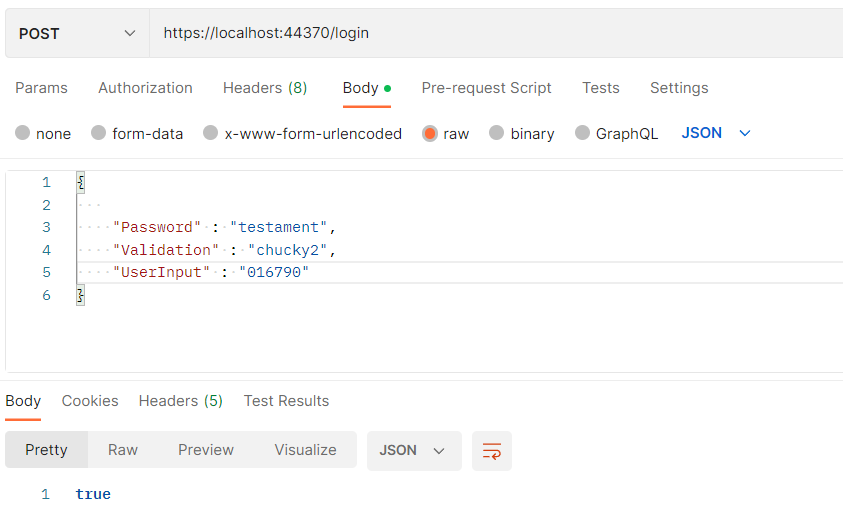 POST https://localhost:44370/login
Params Authorization Headers (8) Body Pre-request Script Tests Settings
none form-data x-www-form-urlencoded raw binary GraphQL JSON
1 {
2
3 "Password" : "testament",
4 "Validation" : "chucky2",
5 "UserInput" : "016790"
6 }
Body Cookies Headers (5) Test Results
Pretty Raw Preview Visualize JSON
1 true